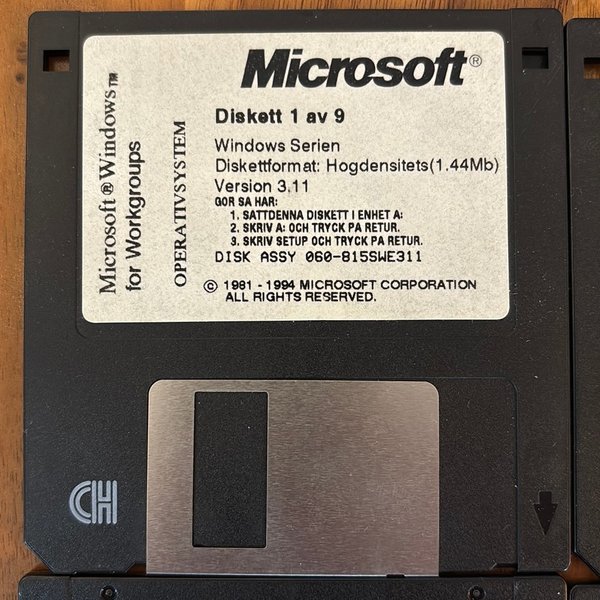 Microsoft®
Diskett 1 av 9
Windows Serien
Diskettformat: Hogdensitets(1.44Mb)
Version 3.11
GOR SA HAR:
1. SATTDENNA DISKETT I ENHET A:
2. SKRIV A: OCH TRYCK PA RETUR.
3. SKRIV SETUP OCH TRYCK PA RETUR.
DISK ASSY 060-815SWE311
© 1981 - 1994 MICROSOFT CORPORATION
ALL RIGHTS RESERVED.
Microsoft® Windows™
for Workgroups
OPERATIVSYSTEM
CH